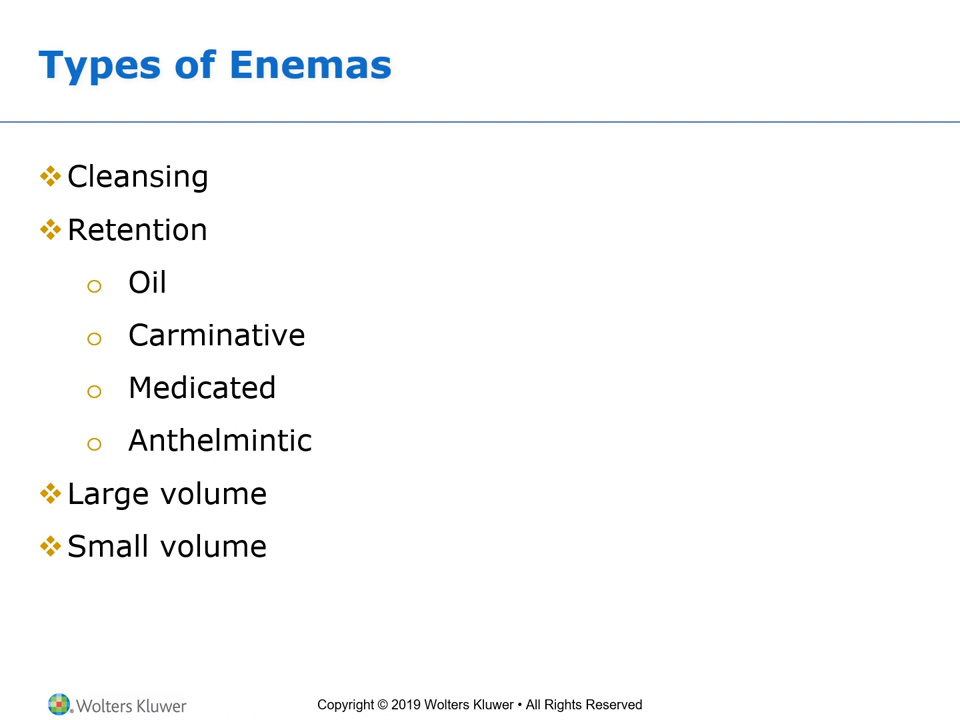 Types of Enemas
❖Cleansing
❖Retention
o Oil
o Carminative
o Medicated
o Anthelmintic
❖Large volume
❖Small volume
Wolters Kluwer
Copyright © 2019 Wolters Kluwer • All Rights Reserved